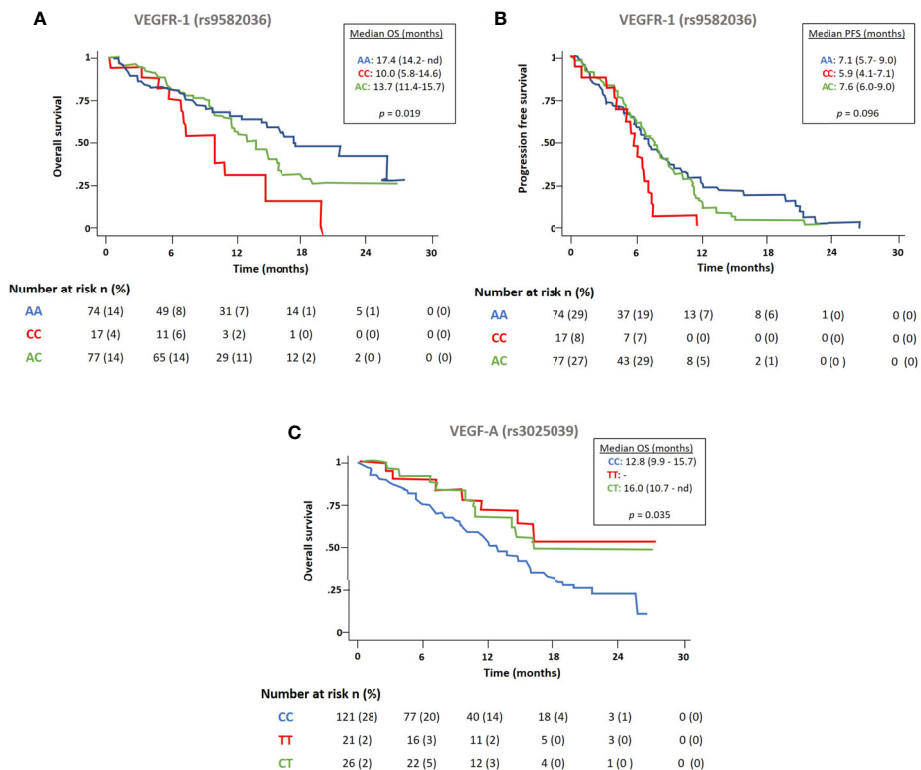 A
VEGFR-1 (rs9582036)
Median OS (months)
AA: 17.4 (14.2- nd)
CC: 10.0 (5.8-14.6)
AC: 13.7 (11.4-15.7)
p = 0.019
Overall survival
1
.75
.50
.25
0
0 6 12 18 24 30
Time (months)
Number at risk n (%)
AA 74 (14) 49 (8) 31 (7) 14 (1) 5 (1) 0 (0)
CC 17 (4) 11 (6) 3 (2) 1 (0) 0 (0) 0 (0)
AC 77 (14) 65 (14) 29 (11) 12 (2) 2 (0 ) 0 (0)
B
VEGFR-1 (rs9582036)
Median PFS (months)
AA: 7.1 (5.7- 9.0)
CC: 5.9 (4.1-7.1)
AC: 7.6 (6.0-9.0)
p = 0.096
Progression free survival
1
.75
.50
.25
0
0 6 12 18 24 30
Time (months)
Number at risk n (%)
AA 74 (29) 37 (19) 13 (7) 8 (6) 1 (0) 0 (0)
CC 17 (8) 7 (7) 0 (0) 0 (0) 0 (0) 0 (0)
AC 77 (27) 43 (29) 8 (5) 2 (1) 0 (0 ) 0 (0)
C
VEGF-A (rs3025039)
Median OS (months)
CC: 12.8 (9.9 - 15.7)
TT: -
CT: 16.0 (10.7 - nd)
p = 0.035
Overall survival
1
.75
.50
.25
0
0 6 12 18 24 30
Time (months)
Number at risk n (%)
CC 121 (28) 77 (20) 40 (14) 18 (4) 3 (1) 0 (0)
TT 21 (2) 16 (3) 11 (2) 5 (0) 3 (0) 0 (0)
CT 26 (2) 22 (5) 12 (3) 4 (0) 1 (0 ) 0 (0)